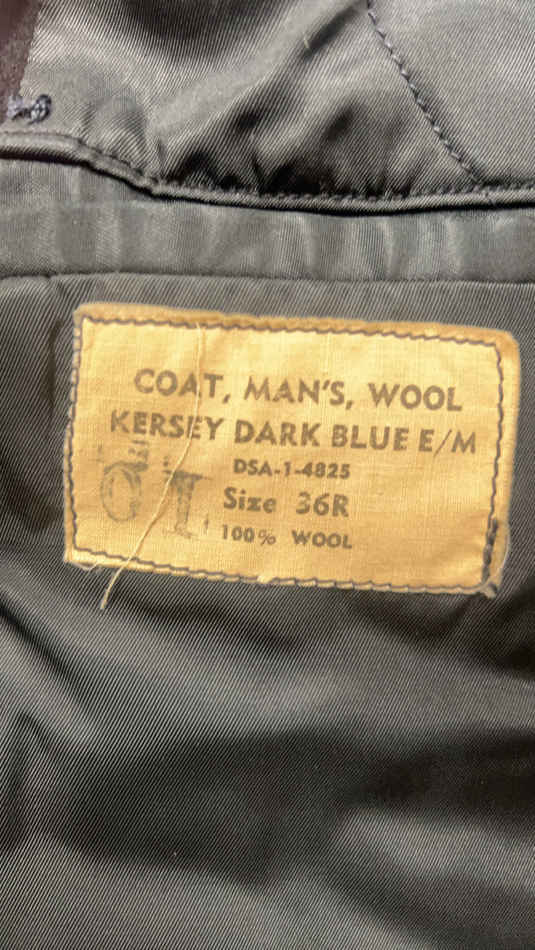 COAT, MAN'S, WOOL
KERSEY DARK BLUE E/M
DSA-1-4825
Size 36R
100% WOOL